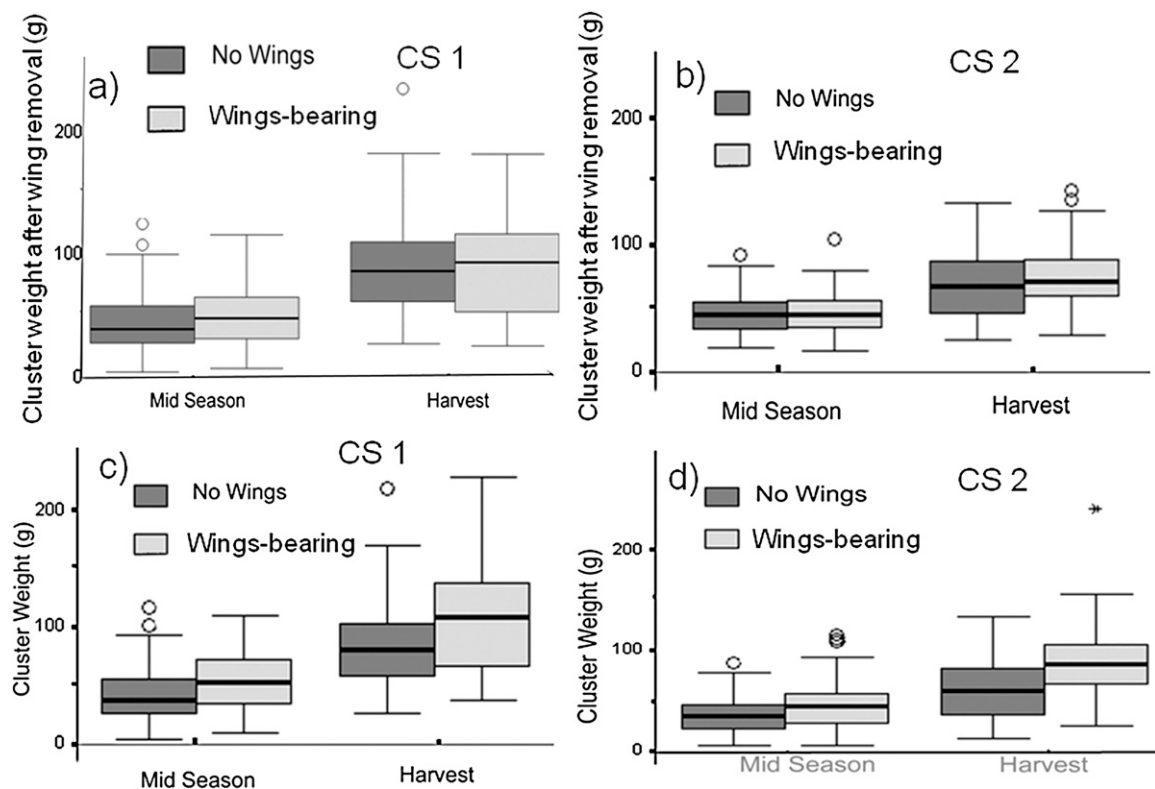 a)
No Wings
Wings-bearing
CS 1
Cluster weight after wing removal (g)
200
100
0
Mid Season
Harvest
b)
No Wings
Wings-bearing
CS 2
Cluster weight after wing removal (g)
200
100
0
Mid Season
Harvest
c)
No Wings
Wings-bearing
CS 1
Cluster Weight (g)
200
100
0
Mid Season
Harvest
d)
No Wings
Wings-bearing
CS 2
Cluster Weight (g)
200
100
0
Mid Season
Harvest